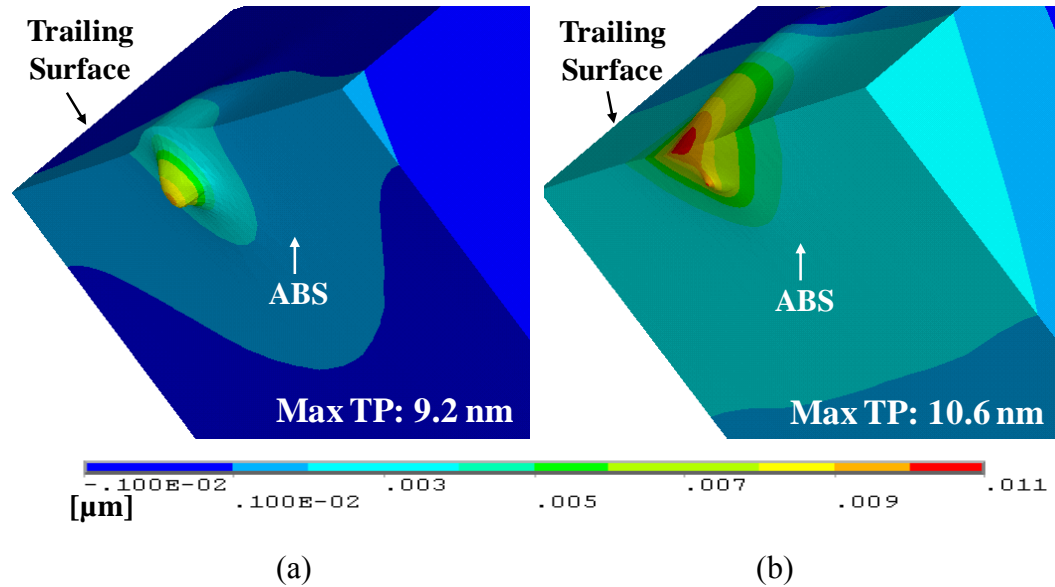 Trailing
Surface
ABS
Max TP: 9.2 nm
Trailing
Surface
ABS
Max TP: 10.6 nm
-.100E-02 .003 .007 .011
[μm] .100E-02 .005 .009
(a) (b)